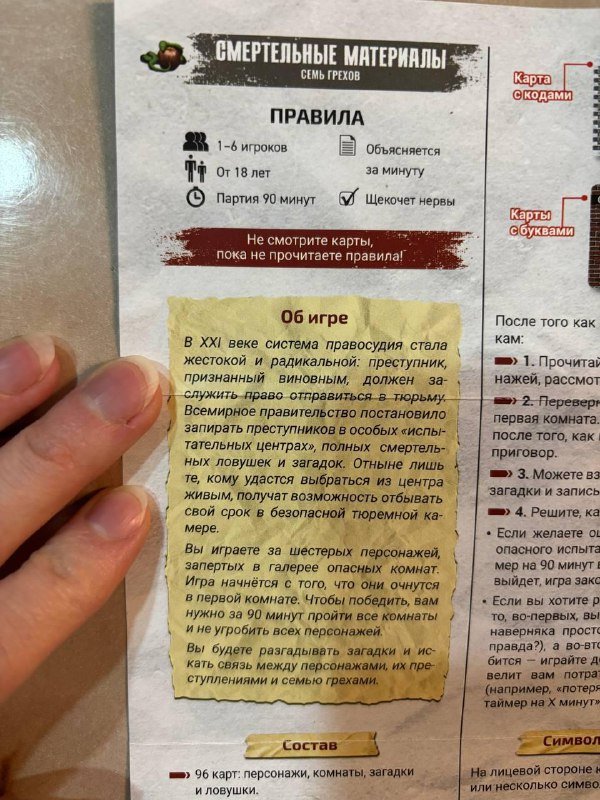 СМЕРТЕЛЬНЫЕ МАТЕРИАЛЫ
СЕМЬ ГРЕХОВ
ПРАВИЛА
1–6 игроков
От 18 лет
Партия 90 минут
Объясняется
за минуту
Щекочет нервы
Не смотрите карты,
пока не прочитаете правила!
Об игре
В XXI веке система правосудия стала
жестокой и радикальной: преступник,
признанный виновным, должен за-
служить право отправиться в тюрьму.
Всемирное правительство постановило
запирать преступников в особых «испы-
тательных центрах», полных смертель-
ных ловушек и загадок. Отныне лишь
те, кому удастся выбраться из центра
живым, получат возможность отбывать
свой срок в безопасной тюремной ка-
мере.
Вы играете за шестерых персонажей,
запертых в галерее опасных комнат.
Игра начнётся с того, что они очнутся
в первой комнате. Чтобы победить, вам
нужно за 90 минут пройти все комнаты
и не угробить всех персонажей.
Вы будете разгадывать загадки и ис-
кать связь между персонажами, их пре-
ступлениями и семью грехами.
Состав
96 карт: персонажи, комнаты, загадки
и ловушки.
Карта
с кодами
Карты
с буквами
После того как
кам:
1. Прочитай
нажей, рассмот
2. Переверн
первая комната.
после того, как
приговор.
3. Можете вз
загадки и запись
4. Решите, ка
• Если желаете ощ
опасного испыта
мер на 90 минут
выйдет, игра зако
• Если вы хотите р
то, во-первых, вы
наверняка просто
правда?), а во-вто
бится — играйте д
велит вам потрат
(например, «потеря
таймер на X минут»
Символ
На лицевой стороне к
или несколько симво